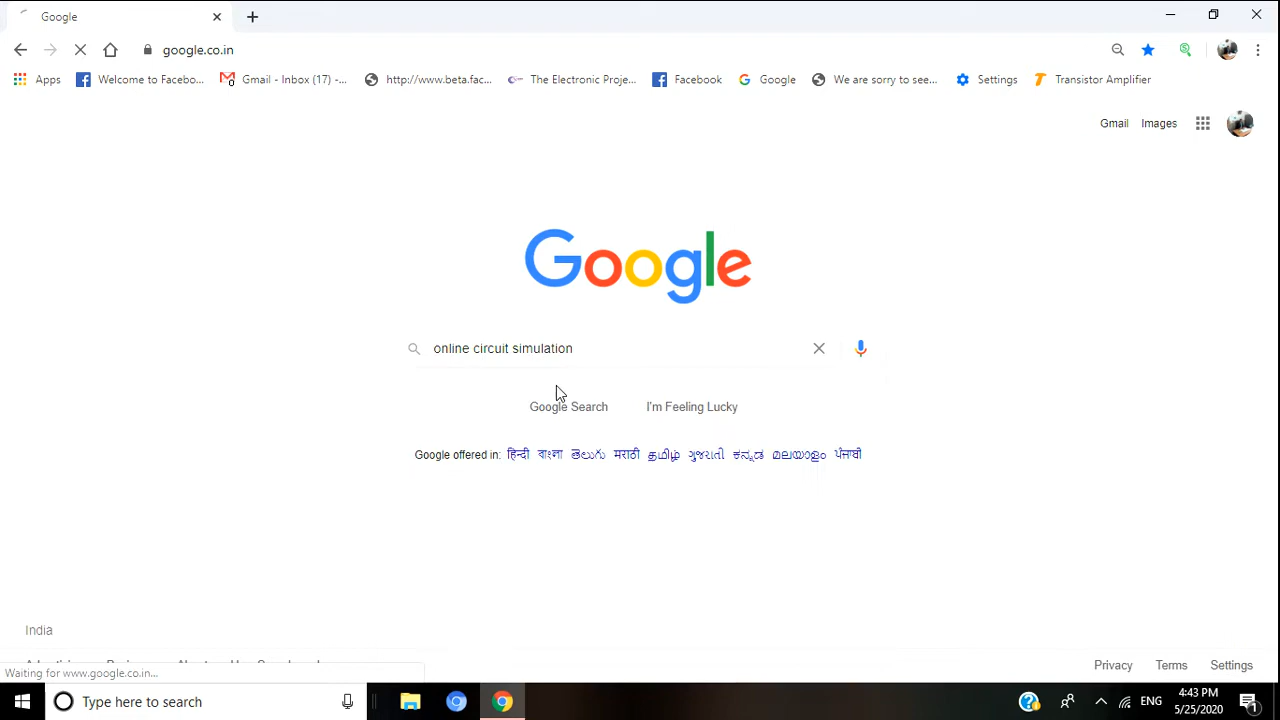 Google
google.co.in
Apps Welcome to Facebo... Gmail - Inbox (17) -... http://www.beta.fac... The Electronic Proje... Facebook Google We are sorry to see... Settings Transistor Amplifier
Gmail Images
Google
online circuit simulation
Google Search I'm Feeling Lucky
Google offered in: हिन्दी বাংলা తెలుగు मराठी தமிழ் ગુજરાતી ಕನ್ನಡ മലയാളം ਪੰਜਾਬੀ
India
Waiting for www.google.co.in...
Privacy Terms Settings
Type here to search
ENG
4:43 PM
5/25/2020
1